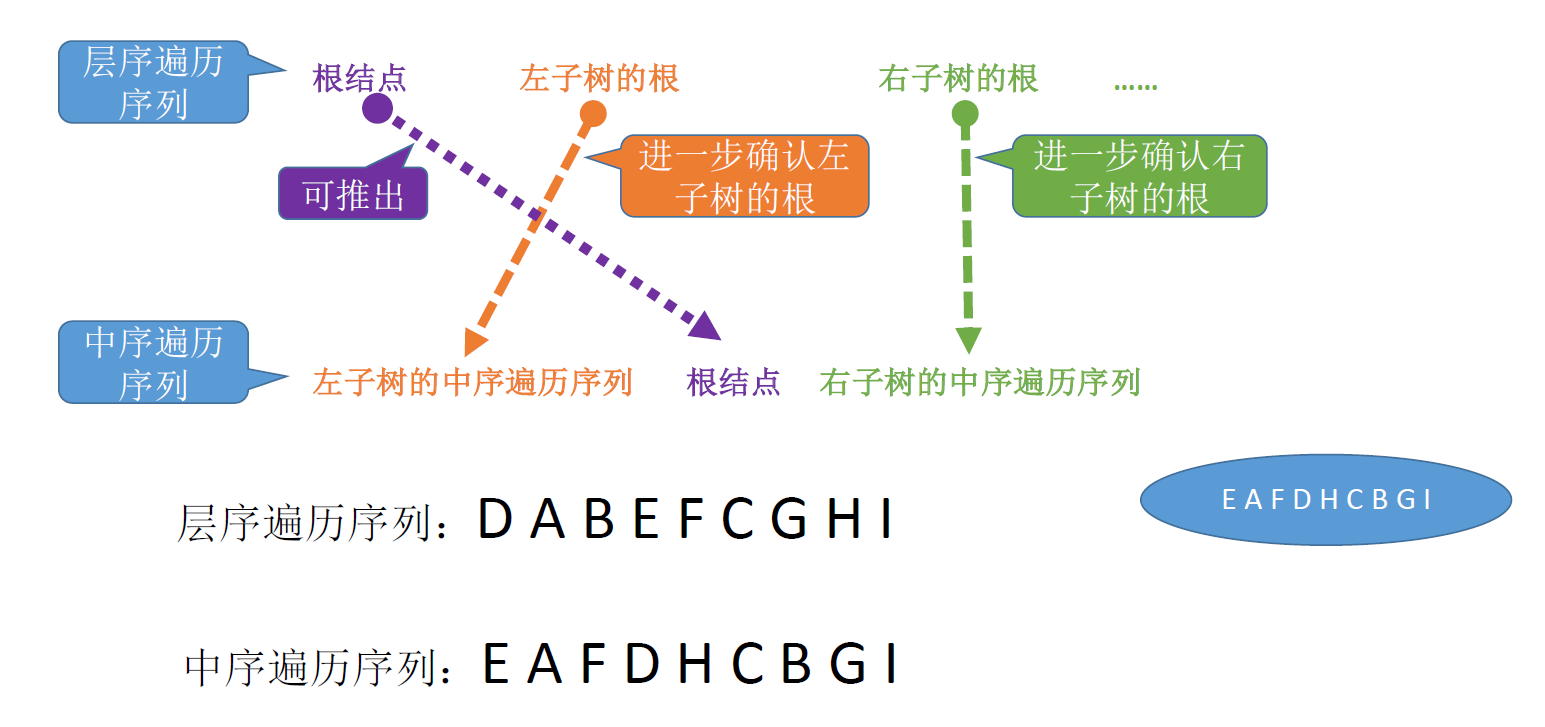 层序遍历
序列
根结点
左子树的根
右子树的根
……
可推出
进一步确认左
子树的根
进一步确认右
子树的根
中序遍历
序列
左子树的中序遍历序列
根结点
右子树的中序遍历序列
E A F D H C B G I
层序遍历序列：D A B E F C G H I
中序遍历序列：E A F D H C B G I